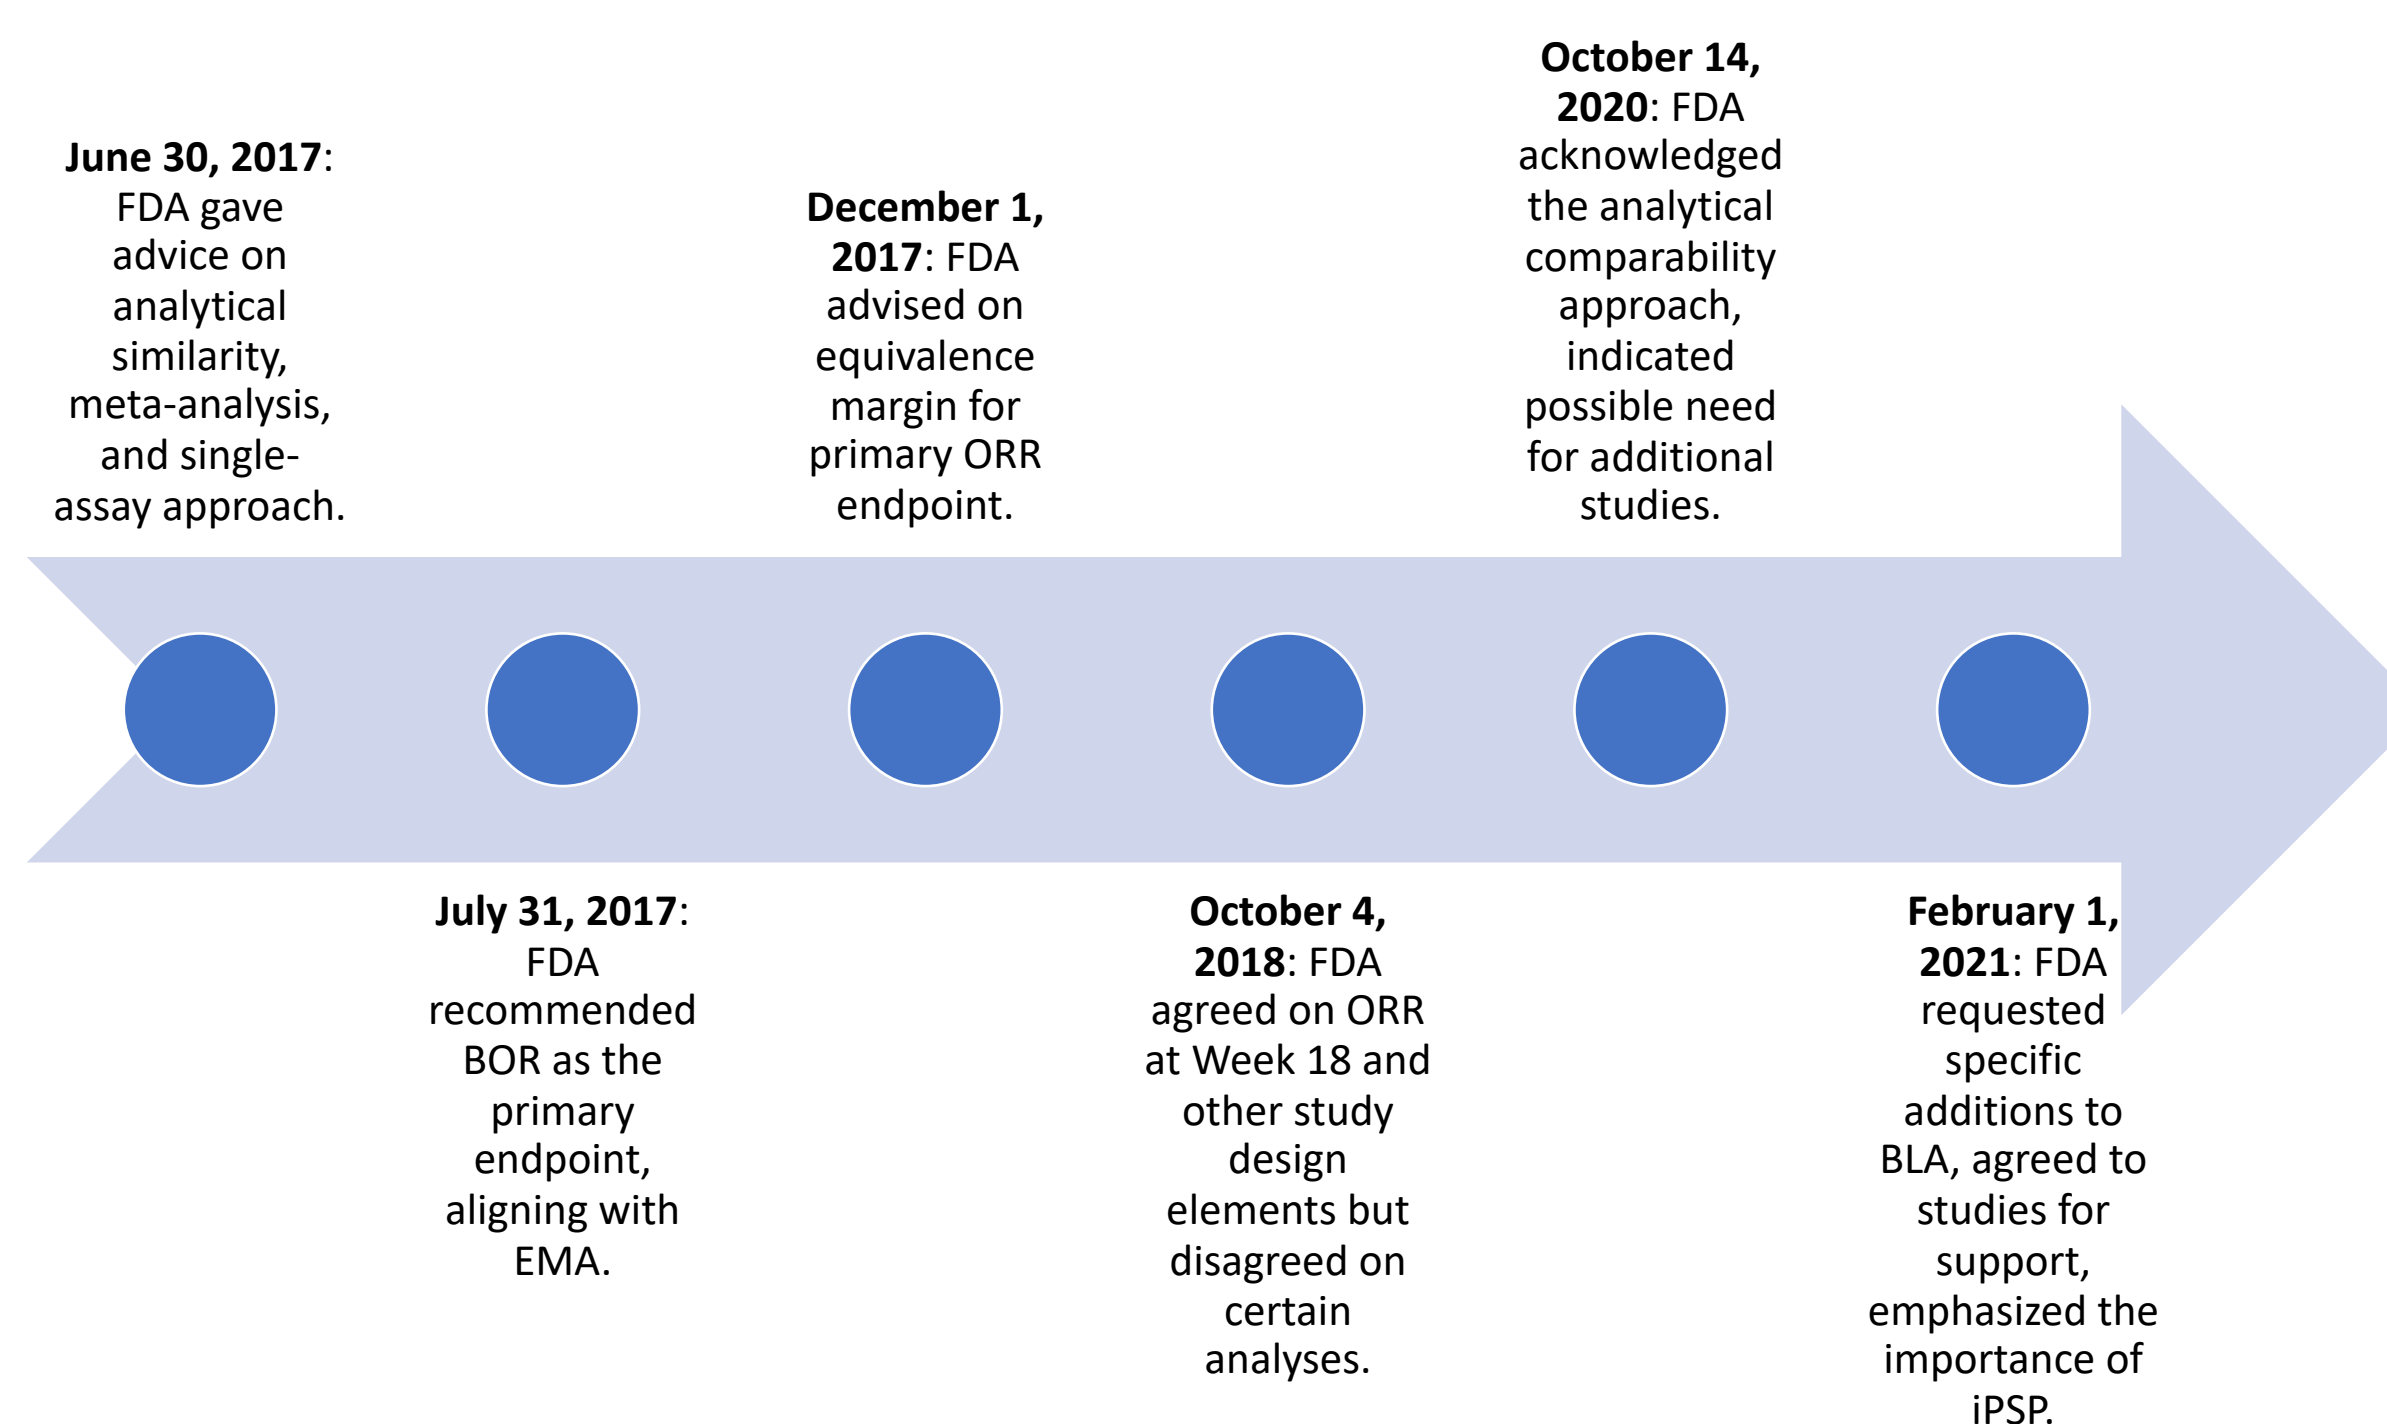 June 30, 2017:
FDA gave
advice on
analytical
similarity,
meta-analysis,
and single-
assay approach.
July 31, 2017:
FDA
recommended
BOR as the
primary
endpoint,
aligning with
EMA.
December 1,
2017: FDA
advised on
equivalence
margin for
primary ORR
endpoint.
October 4,
2018: FDA
agreed on ORR
at Week 18 and
other study
design
elements but
disagreed on
certain
analyses.
October 14,
2020: FDA
acknowledged
the analytical
comparability
approach,
indicated
possible need
for additional
studies.
February 1,
2021: FDA
requested
specific
additions to
BLA, agreed to
studies for
support,
emphasized the
importance of
iPSP.